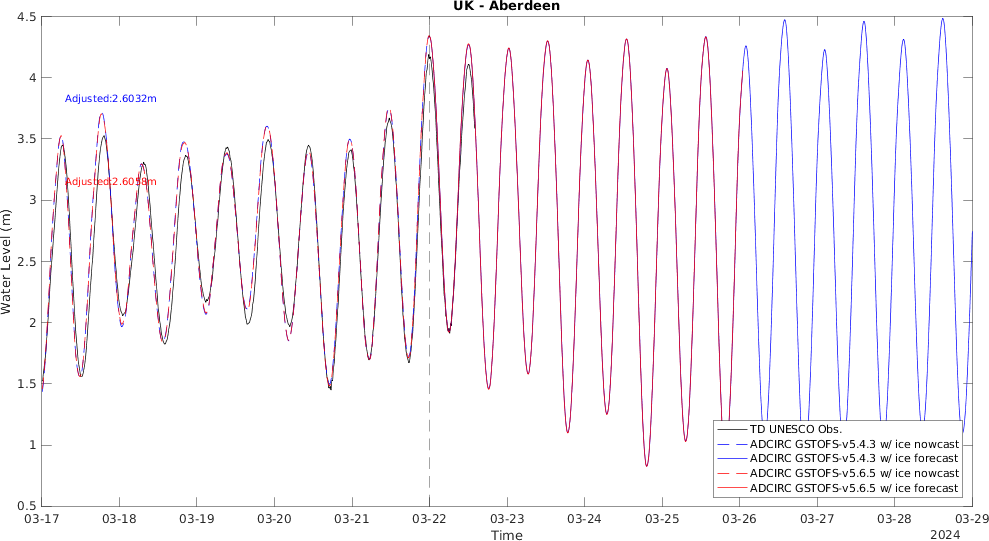 UK - Aberdeen
4.5
4
3.5
3
2.5
2
1.5
1
0.5
Water Level (m)
Adjusted:2.6032m
Adjusted:2.6058m
TD UNESCO Obs.
ADCIRC GSTOFS-v5.4.3 w/ ice nowcast
ADCIRC GSTOFS-v5.4.3 w/ ice forecast
ADCIRC GSTOFS-v5.6.5 w/ ice nowcast
ADCIRC GSTOFS-v5.6.5 w/ ice forecast
03-17 03-18 03-19 03-20 03-21 03-22 03-23 03-24 03-25 03-26 03-27 03-28 03-29
Time
2024